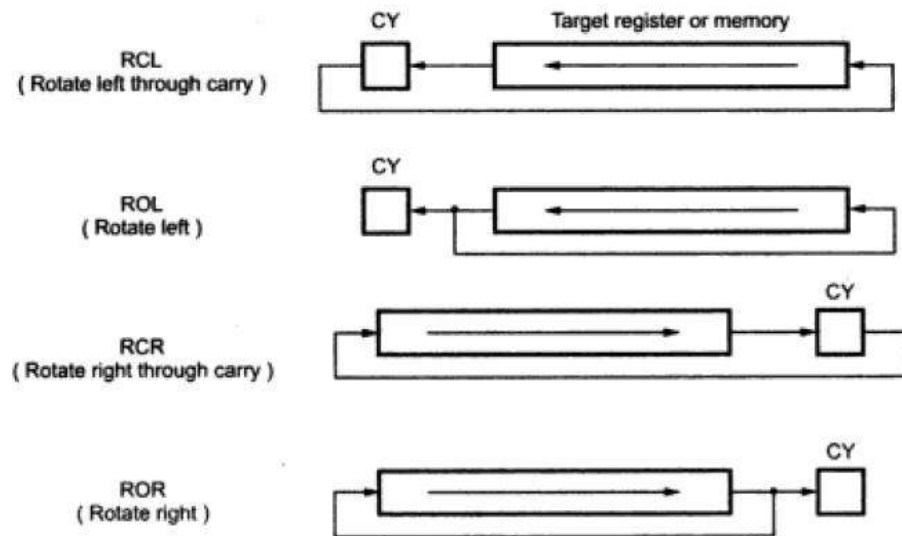 CY Target register or memory
RCL
( Rotate left through carry )
CY
ROL
( Rotate left )
CY
RCR
( Rotate right through carry )
CY
ROR
( Rotate right )